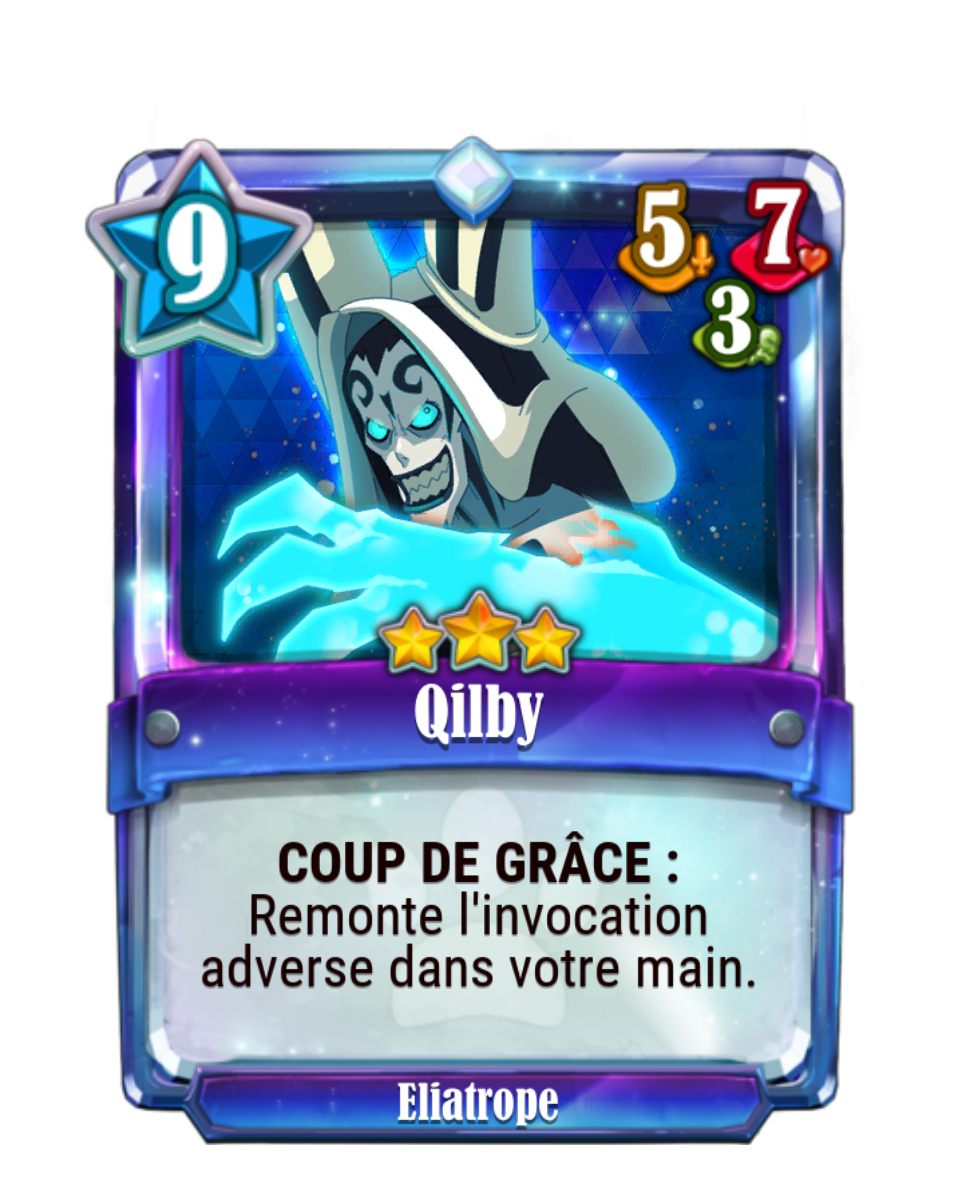 9
5
7
3
Qilby
COUP DE GRÂCE :
Remonte l'invocation
adverse dans votre main.
Eliatrope